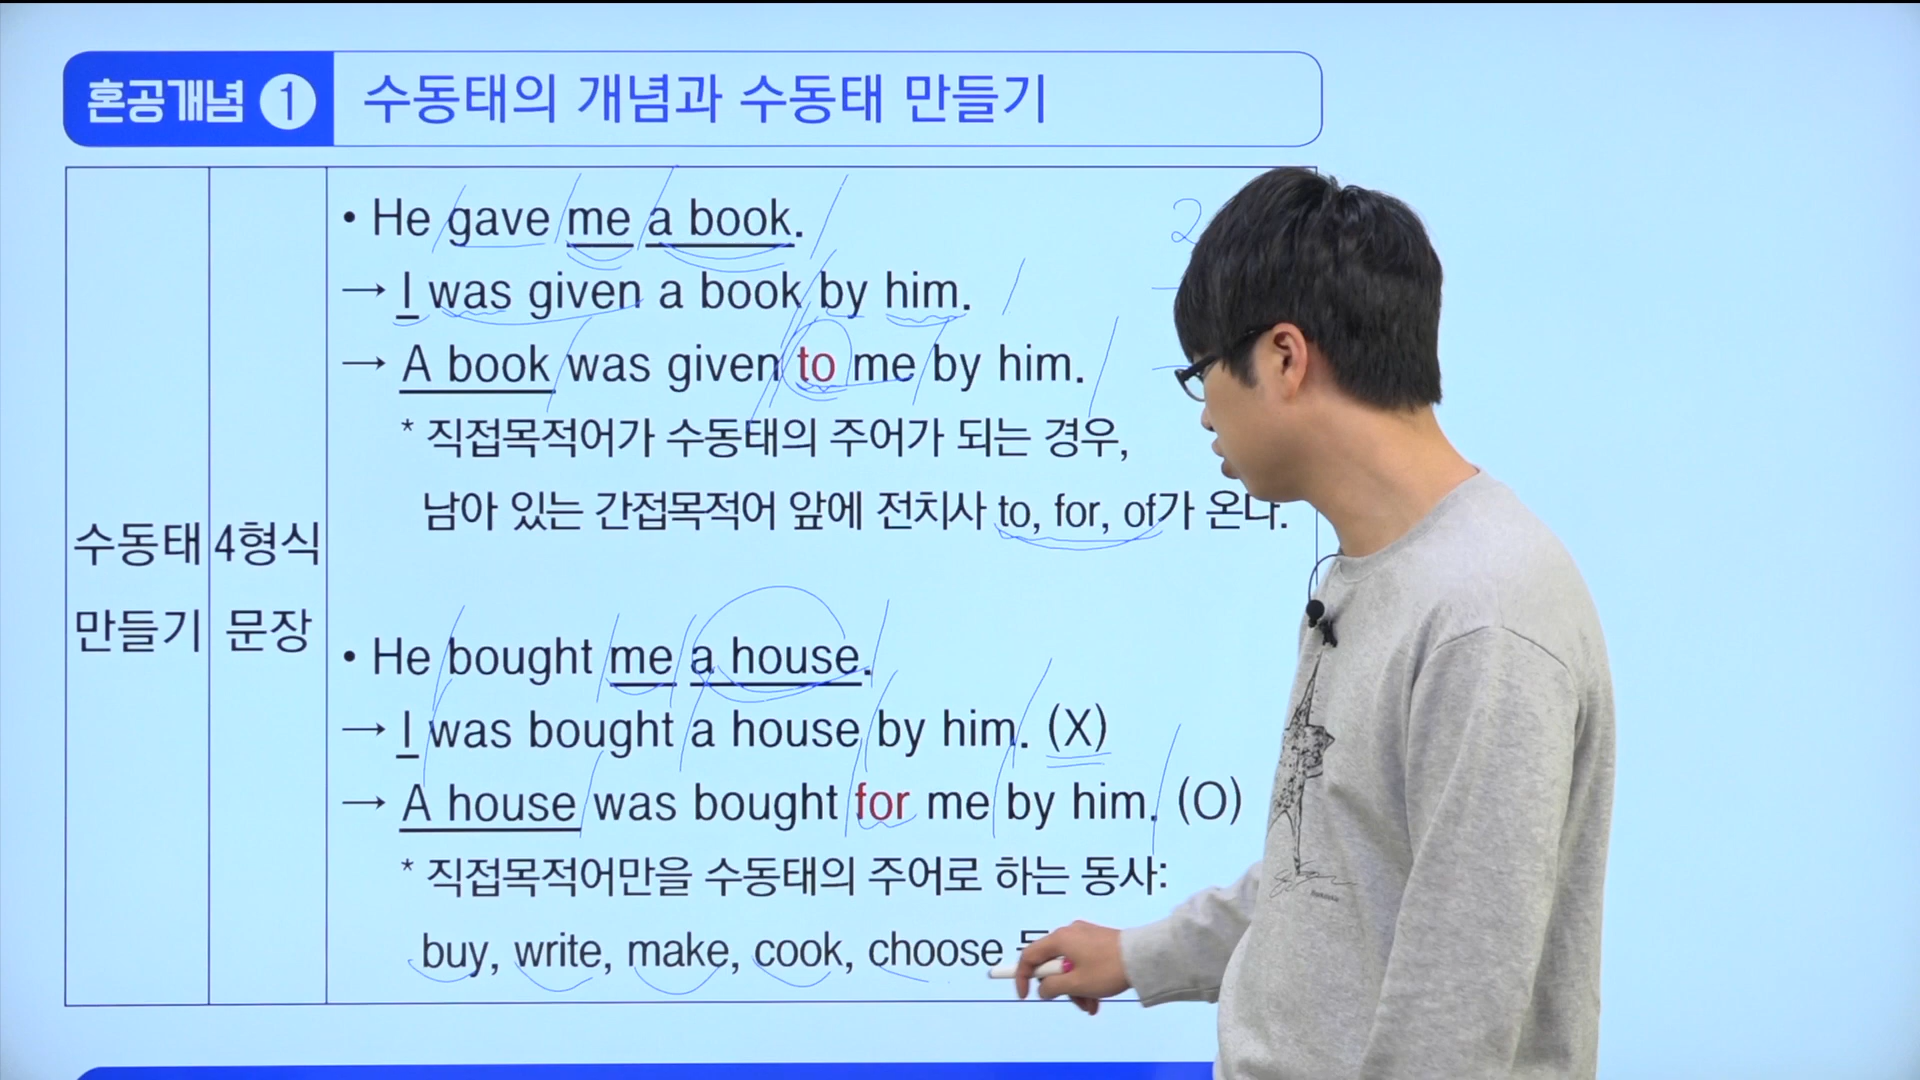 혼공개념 1 수동태의 개념과 수동태 만들기
수동태 만들기
4형식 문장
• He gave me a book.
→ I was given a book by him.
→ A book was given to me by him.
* 직접목적어가 수동태의 주어가 되는 경우,
남아 있는 간접목적어 앞에 전치사 to, for, of가 온다.
• He bought me a house.
→ I was bought a house by him. (X)
→ A house was bought for me by him. (O)
* 직접목적어만을 수동태의 주어로 하는 동사:
buy, write, make, cook, choose
2